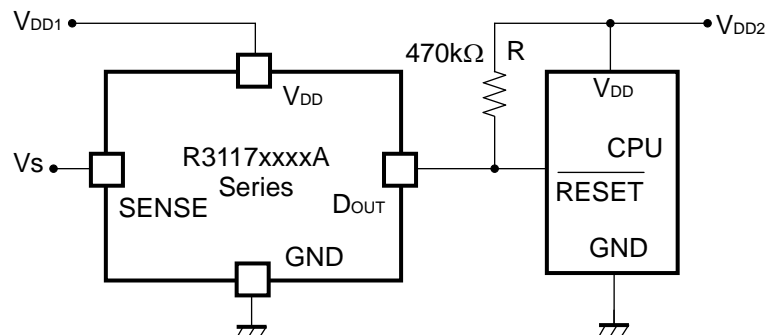 VDD1
VDD2
470kΩ R
VDD
VDD
R3117xxxxA
Series
CPU
Vs
SENSE
DOUT
RESET
GND
GND